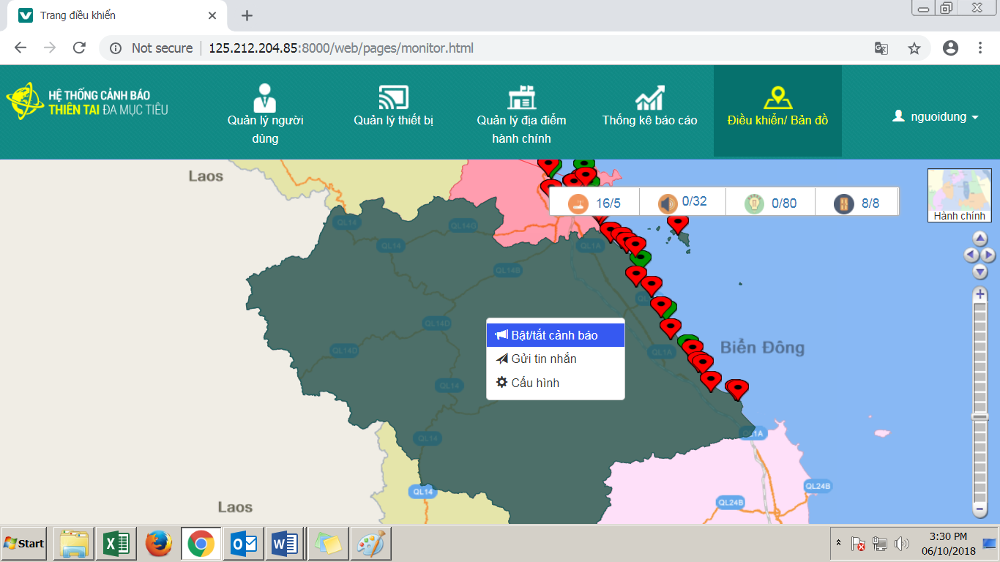 Trang điều khiển
Not secure
125.212.204.85:8000/web/pages/monitor.html
HỆ THỐNG CẢNH BÁO
THIÊN TAI ĐA MỤC TIÊU
Quản lý người
dùng
Quản lý thiết bị
Quản lý địa điểm
hành chính
Thống kê báo cáo
Điều khiển/ Bản đồ
nguoidung
Laos
16/5
0/32
0/80
8/8
Hành chính
QL14
QL14G
QL14
QL1A
QL14B
QL14D
QL14D
QL1A
Biển Đông
Bật/tắt cảnh báo
Gửi tin nhắn
Cấu hình
QL14
QL14
QL1A
QL14
QL24B
QL24B
Laos
Start
3:30 PM
06/10/2018